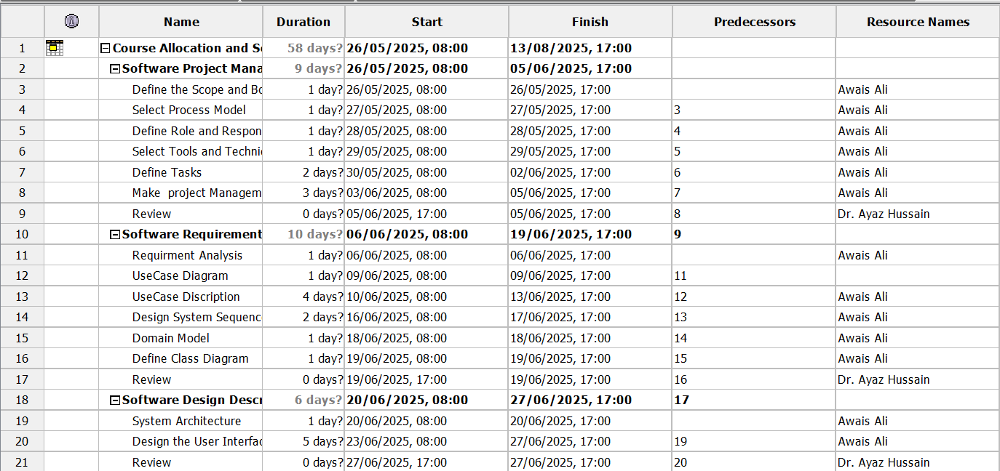 Name Duration Start Finish Predecessors Resource Names
1 Course Allocation and Sc 58 days? 26/05/2025, 08:00 13/08/2025, 17:00
2 Software Project Mana 9 days? 26/05/2025, 08:00 05/06/2025, 17:00
3 Define the Scope and Bo 1 day? 26/05/2025, 08:00 26/05/2025, 17:00 Awais Ali
4 Select Process Model 1 day? 27/05/2025, 08:00 27/05/2025, 17:00 3 Awais Ali
5 Define Role and Respon 1 day? 28/05/2025, 08:00 28/05/2025, 17:00 4 Awais Ali
6 Select Tools and Techni 1 day? 29/05/2025, 08:00 29/05/2025, 17:00 5 Awais Ali
7 Define Tasks 2 days? 30/05/2025, 08:00 02/06/2025, 17:00 6 Awais Ali
8 Make project Managem 3 days? 03/06/2025, 08:00 05/06/2025, 17:00 7 Awais Ali
9 Review 0 days? 05/06/2025, 17:00 05/06/2025, 17:00 8 Dr. Ayaz Hussain
10 Software Requirement 10 days? 06/06/2025, 08:00 19/06/2025, 17:00 9
11 Requirment Analysis 1 day? 06/06/2025, 08:00 06/06/2025, 17:00 Awais Ali
12 UseCase Diagram 1 day? 09/06/2025, 08:00 09/06/2025, 17:00 11
13 UseCase Discription 4 days? 10/06/2025, 08:00 13/06/2025, 17:00 12 Awais Ali
14 Design System Sequenc 2 days? 16/06/2025, 08:00 17/06/2025, 17:00 13 Awais Ali
15 Domain Model 1 day? 18/06/2025, 08:00 18/06/2025, 17:00 14 Awais Ali
16 Define Class Diagram 1 day? 19/06/2025, 08:00 19/06/2025, 17:00 15 Awais Ali
17 Review 0 days? 19/06/2025, 17:00 19/06/2025, 17:00 16 Dr. Ayaz Hussain
18 Software Design Descr 6 days? 20/06/2025, 08:00 27/06/2025, 17:00 17
19 System Architecture 1 day? 20/06/2025, 08:00 20/06/2025, 17:00 Awais Ali
20 Design the User Interfac 5 days? 23/06/2025, 08:00 27/06/2025, 17:00 19 Awais Ali
21 Review 0 days? 27/06/2025, 17:00 27/06/2025, 17:00 20 Dr. Ayaz Hussain